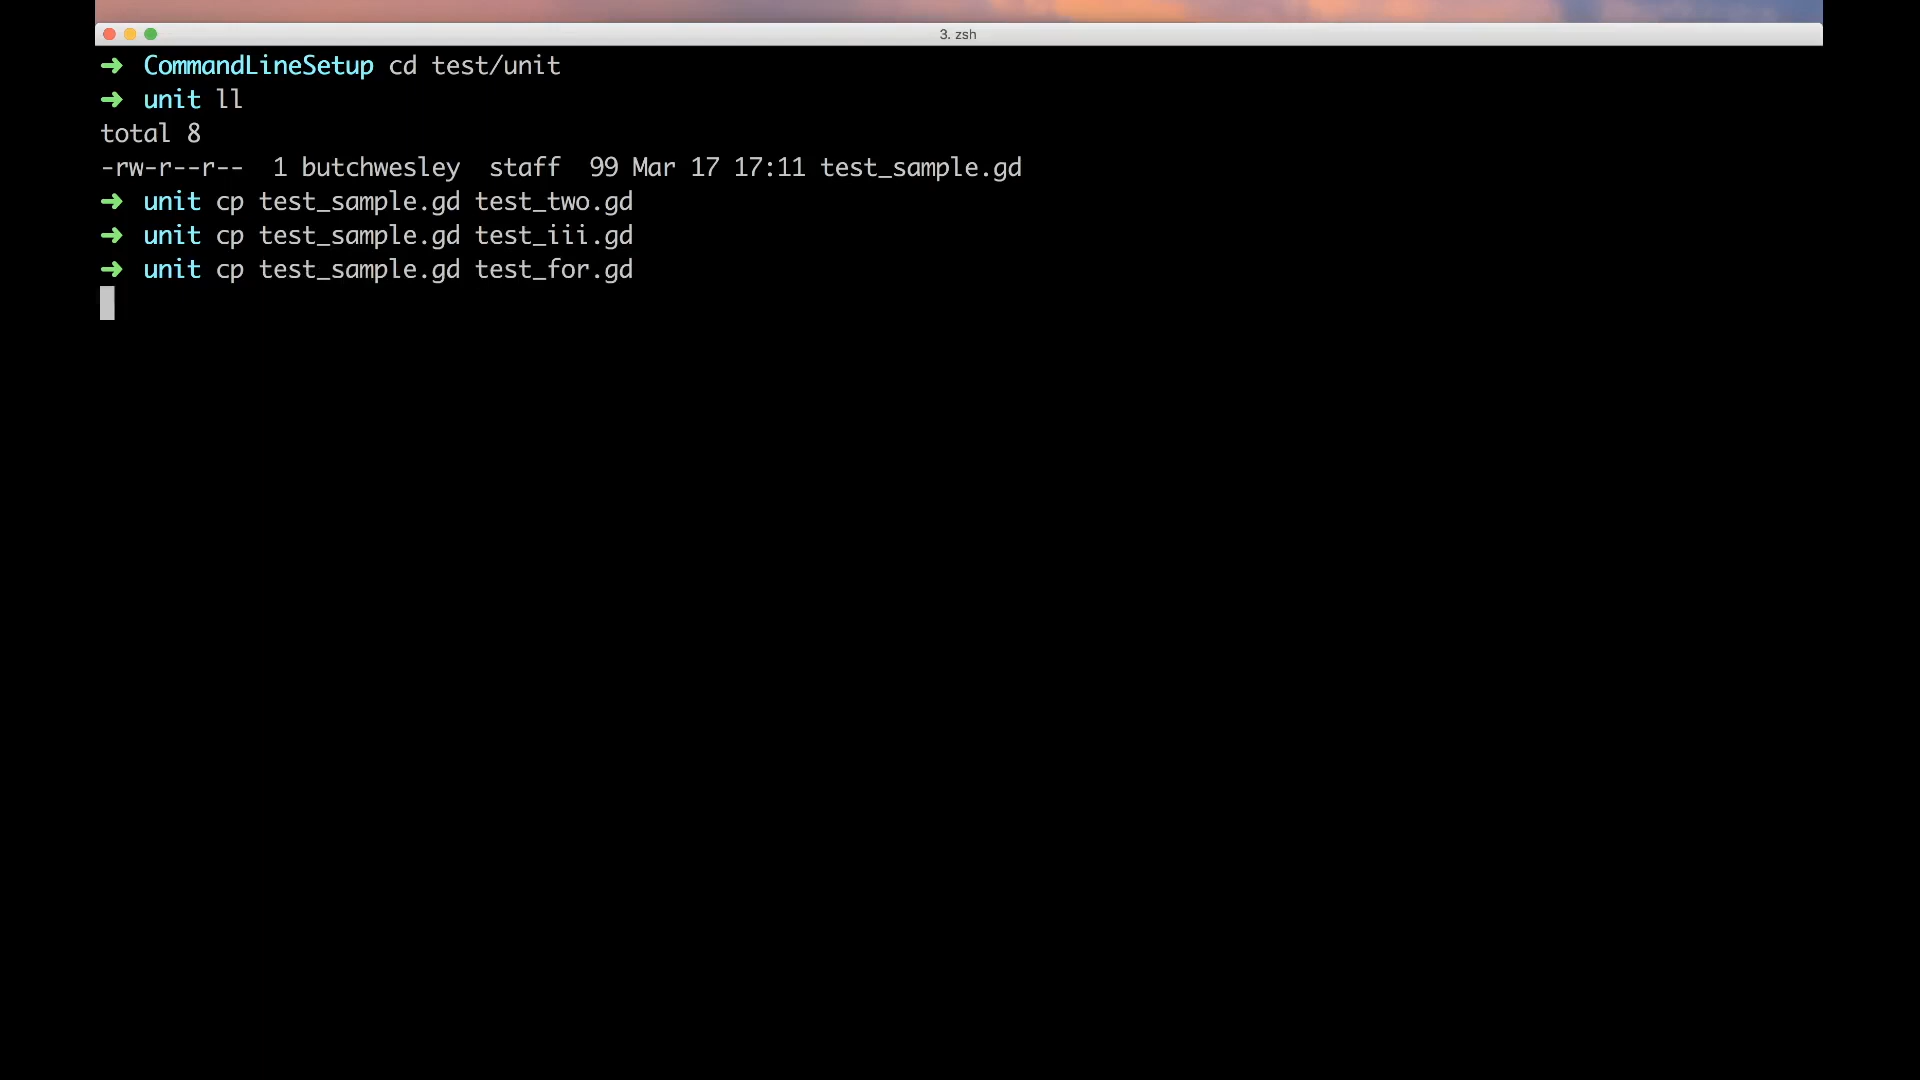 3. zsh
➜ CommandLineSetup cd test/unit
➜ unit ll
total 8
-rw-r--r--  1 butchwesley  staff  99 Mar 17 17:11 test_sample.gd
➜ unit cp test_sample.gd test_two.gd
➜ unit cp test_sample.gd test_iii.gd
➜ unit cp test_sample.gd test_for.gd